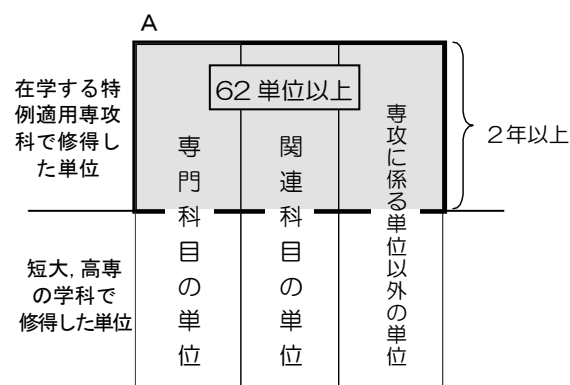 A
在学する特
例適用専攻
科で修得し
た単位
62 単位以上
2年以上
専門科目の単位
関連科目の単位
専攻に係る単位以外の単位
短大,高専
の学科で
修得した単位